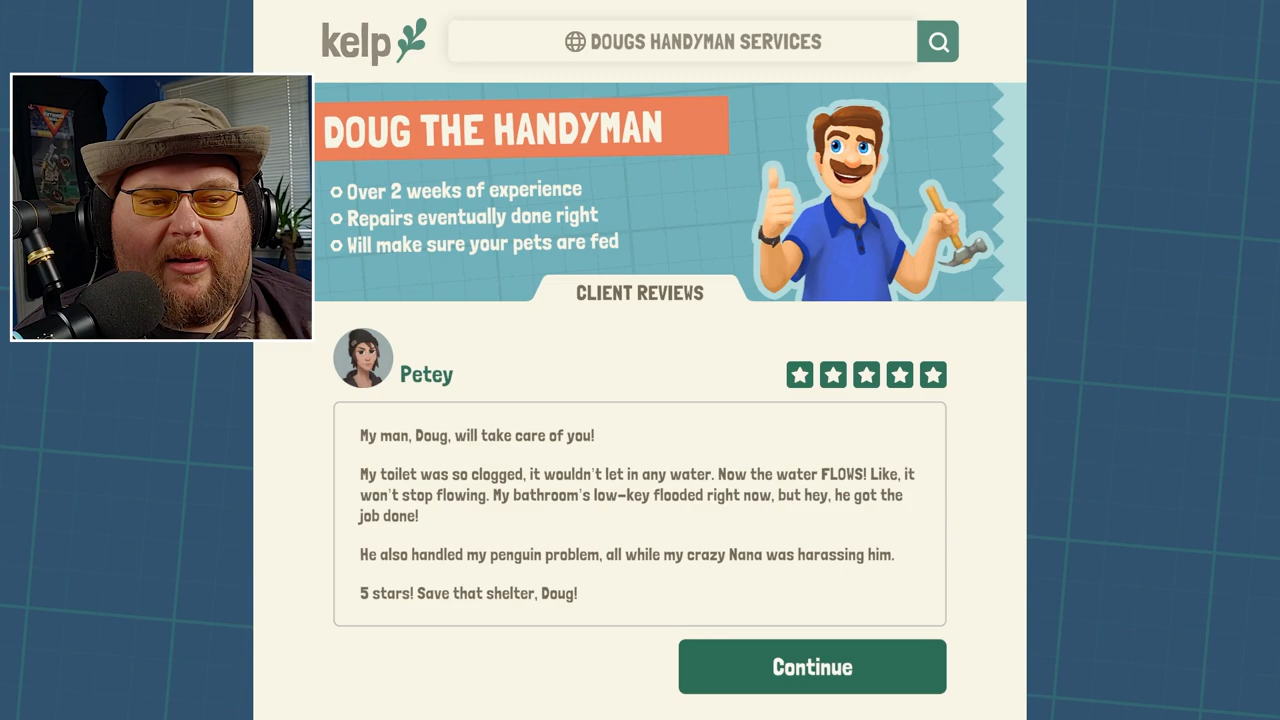 kelp
DOUGS HANDYMAN SERVICES
DOUG THE HANDYMAN
Over 2 weeks of experience
Repairs eventually done right
Will make sure your pets are fed
CLIENT REVIEWS
Petey
My man, Doug, will take care of you!
My toilet was so clogged, it wouldn't let in any water. Now the water FLOWS! Like, it
won't stop flowing. My bathroom's low-key flooded right now, but hey, he got the
job done!
He also handled my penguin problem, all while my crazy Nana was harassing him.
5 stars! Save that shelter, Doug!
Continue